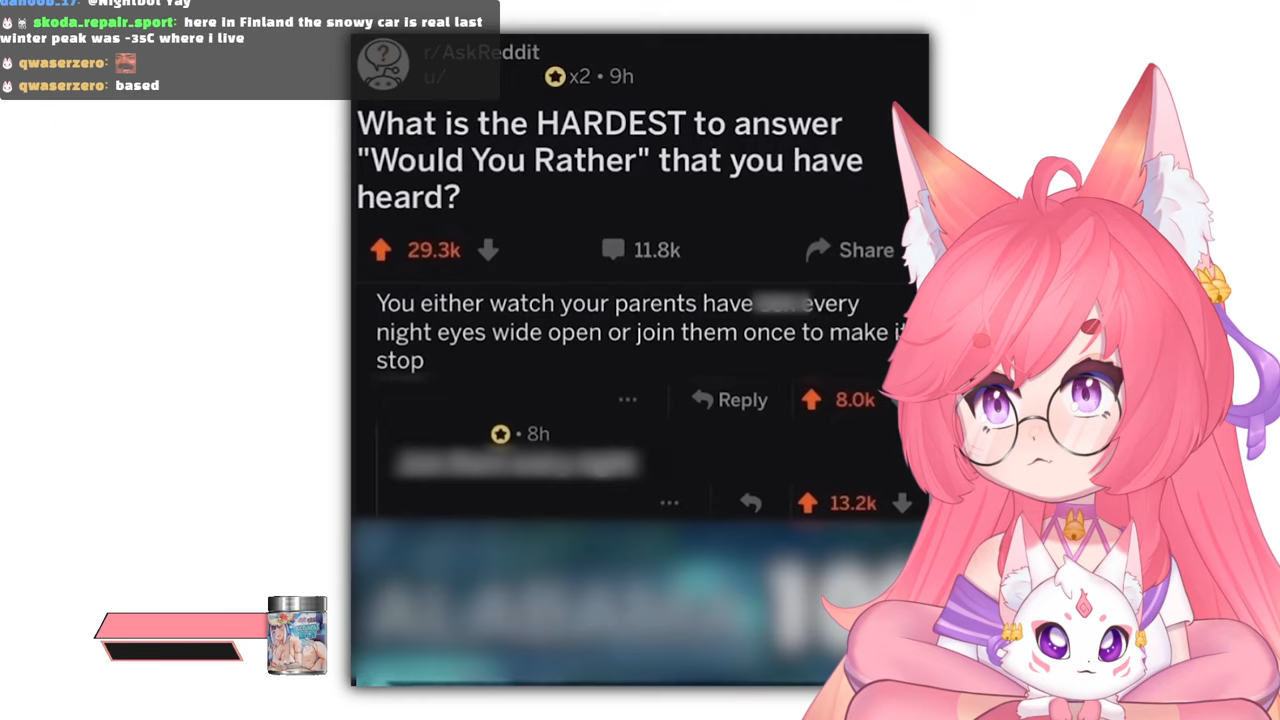 danoob_17: @Nightbot Yay
skoda_repair_sport: here in Finland the snowy car is real last
winter peak was -35C where i live
qwaserzero:
qwaserzero: based
r/AskReddit
u/
x2 • 9h
What is the HARDEST to answer
"Would You Rather" that you have
heard?
29.3k 11.8k Share
You either watch your parents have every
night eyes wide open or join them once to make it
stop
... Reply 8.0k
• 8h
... 13.2k